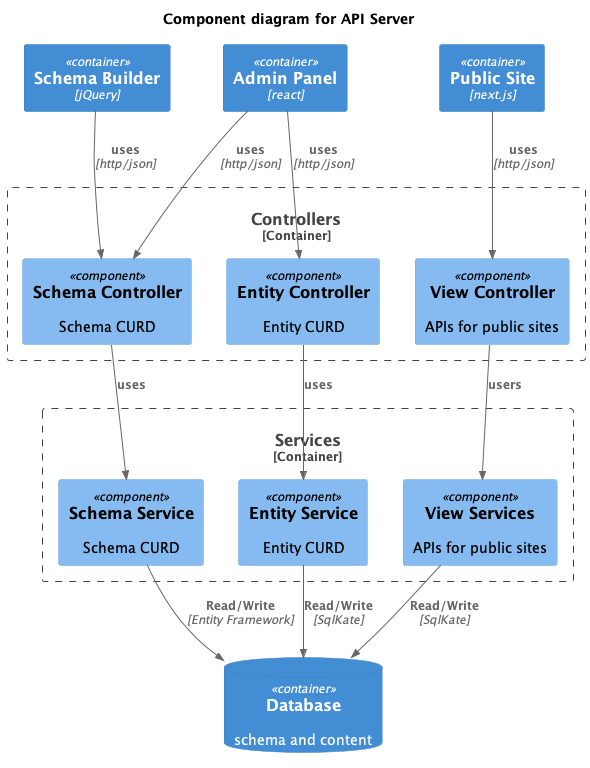 Component diagram for API Server
«container»
Schema Builder
[jQuery]
«container»
Admin Panel
[react]
«container»
Public Site
[next.js]
uses
[http/json]
uses
[http/json]
uses
[http/json]
uses
[http/json]
Controllers
[Container]
«component»
Schema Controller
Schema CURD
«component»
Entity Controller
Entity CURD
«component»
View Controller
APIs for public sites
uses
uses
users
Services
[Container]
«component»
Schema Service
Schema CURD
«component»
Entity Service
Entity CURD
«component»
View Services
APIs for public sites
Read/Write
[Entity Framework]
Read/Write
[SqlKate]
Read/Write
[SqlKate]
«container»
Database
schema and content